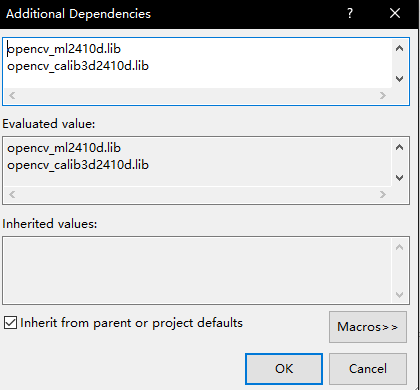 Additional Dependencies
?
opencv_ml2410d.lib
opencv_calib3d2410d.lib
Evaluated value:
opencv_ml2410d.lib
opencv_calib3d2410d.lib
Inherited values:
Inherit from parent or project defaults
Macros>>
OK
Cancel